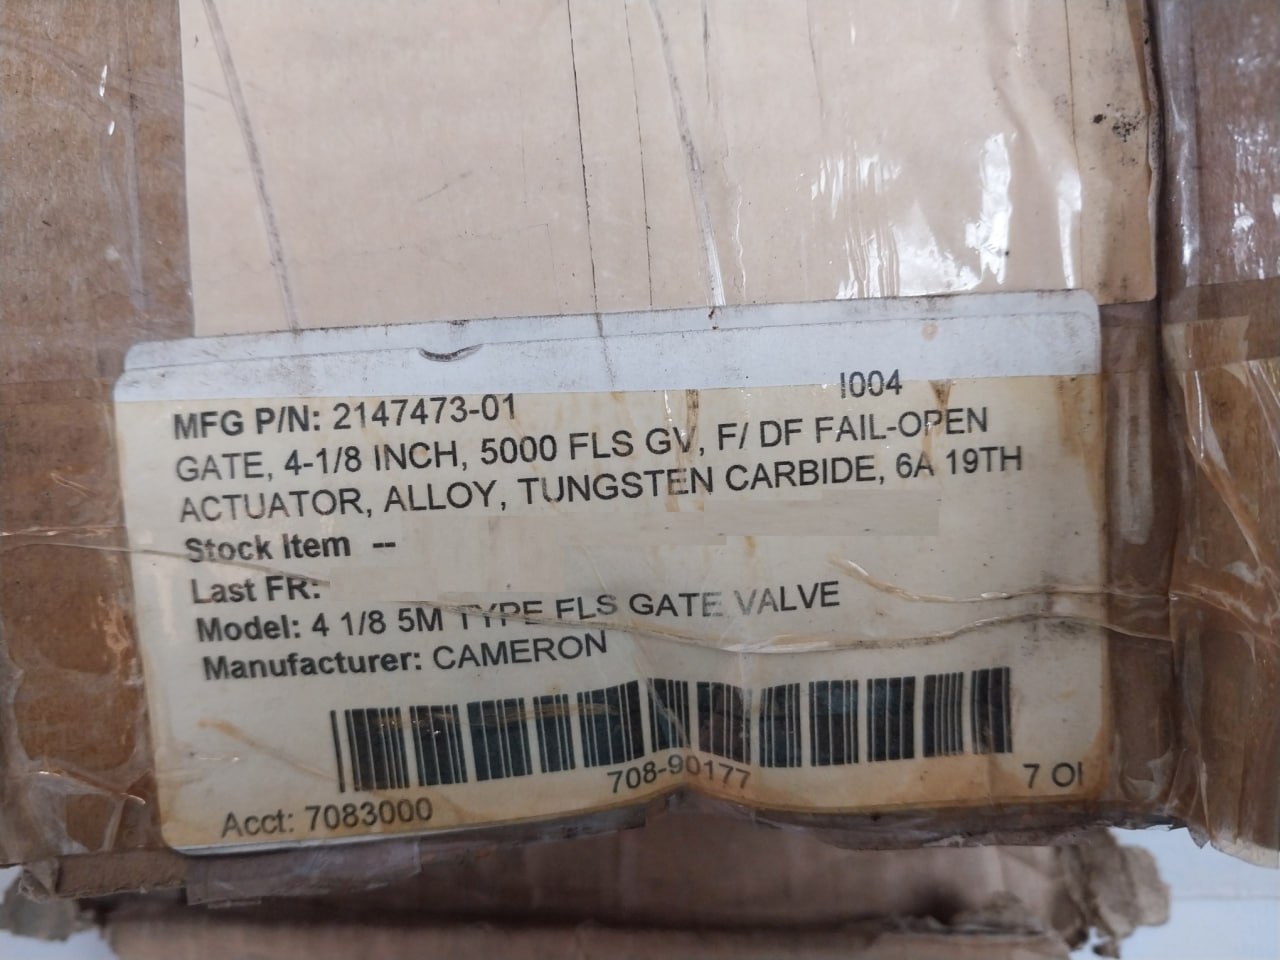 I004
MFG P/N: 2147473-01
GATE, 4-1/8 INCH, 5000 FLS GV, F/ DF FAIL-OPEN
ACTUATOR, ALLOY, TUNGSTEN CARBIDE, 6A 19TH
Stock Item --
Last FR:
Model: 4 1/8 5M TYPE FLS GATE VALVE
Manufacturer: CAMERON
708-90177
7 OI
Acct: 7083000